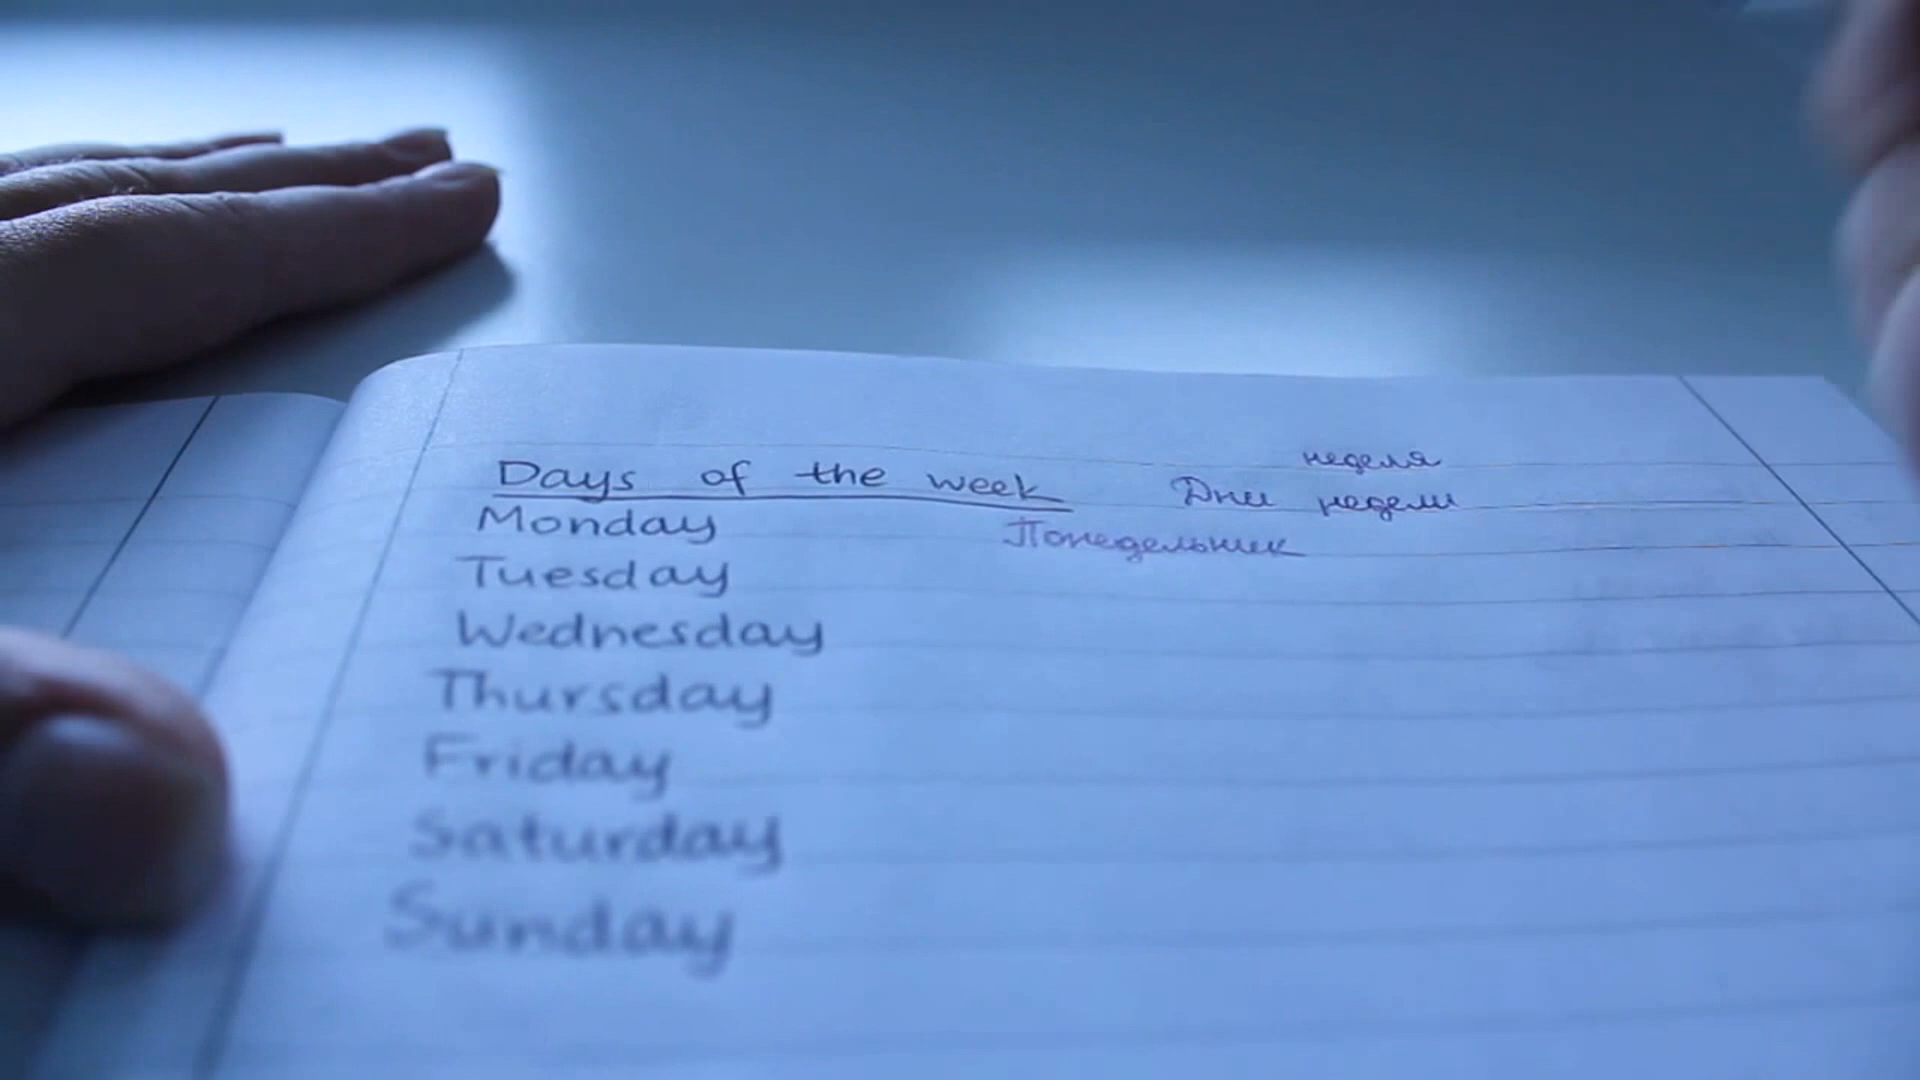 неделя
Days of the week Дни недели
Monday Понедельник
Tuesday
Wednesday
Thursday
Friday
Saturday
Sunday